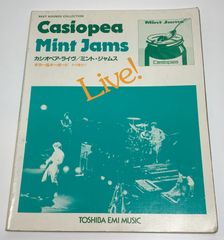 BEST SOUNDS COLLECTION
Casiopea
Mint Jams
カシオペア・ライヴ/ミント・ジャムス
Live!
Mint Jams
Casiopea
TOSHIBA EMI MUSIC